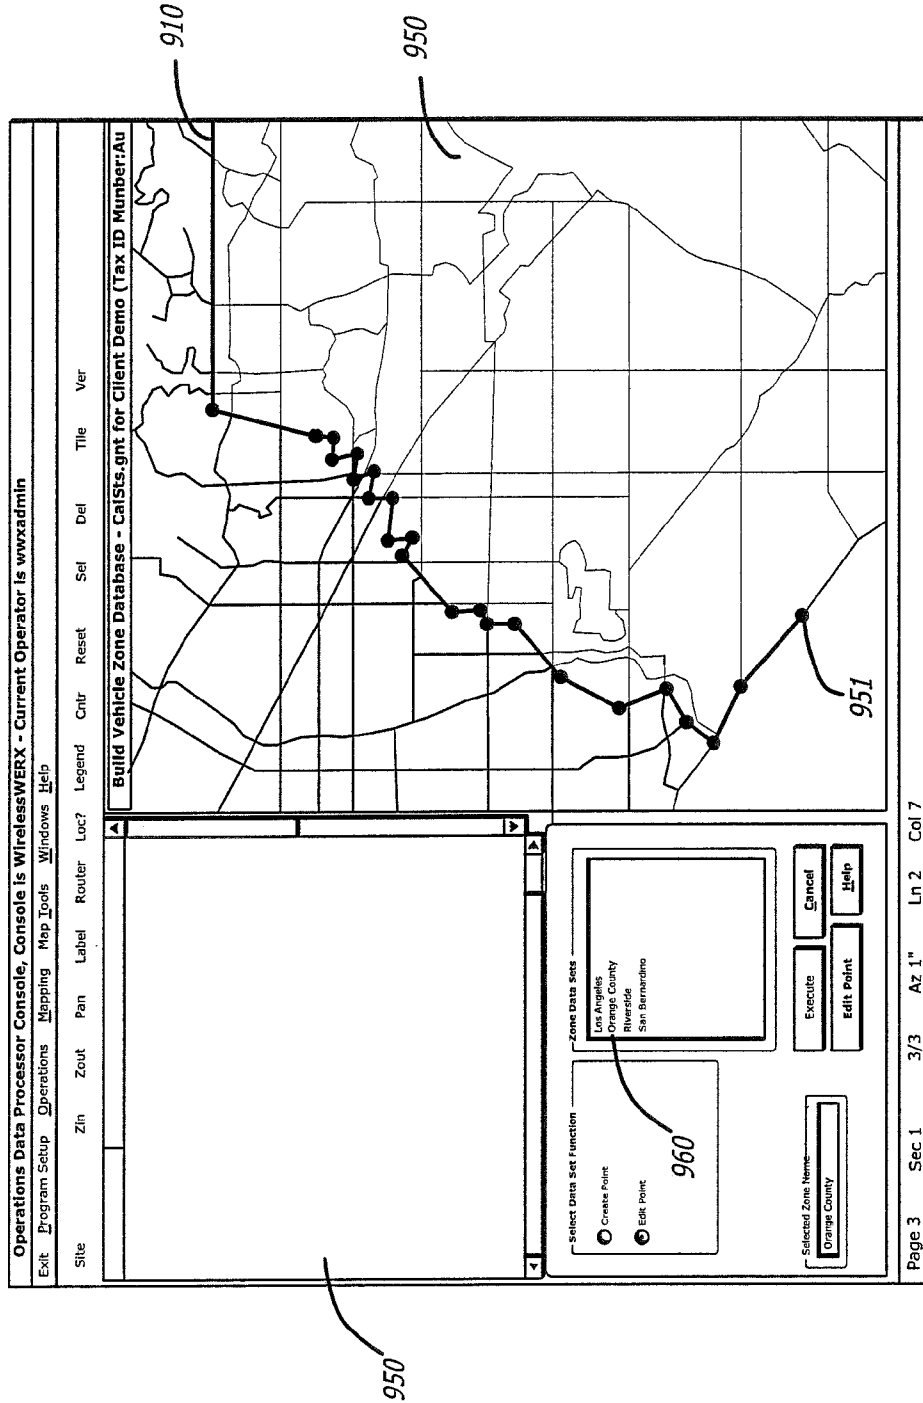 Operations Data Processor Console, Console is WirelessWERX - Current Operator is wwxadmin
Exit Program Setup Operations Mapping Map Tools Windows Help
Site Zin Zout Pan Label Router Loc? Legend Cntr Reset Sel Del Tile Ver
Build Vehicle Zone Database - CalSts.gnt for Client Demo (Tax ID Munber:Au
910
950
950
951
Select Data Set Function
Create Point
Edit Point
960
Zone Data Sets
Los Angeles
Orange County
Riverside
San Bernardino
Selected Zone Name
Orange County
Execute
Cancel
Edit Point
Help
Page 3 Sec 1 3/3 Az 1" Ln 2 Col 7